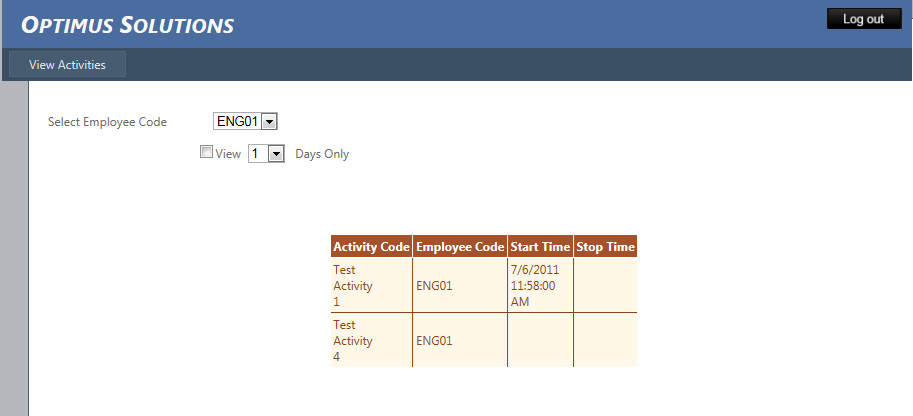 OPTIMUS SOLUTIONS
Log out
View Activities
Select Employee Code ENG01
View 1 Days Only
Activity Code Employee Code Start Time Stop Time
Test
Activity
1
ENG01
7/6/2011
11:58:00
AM
Test
Activity
4
ENG01